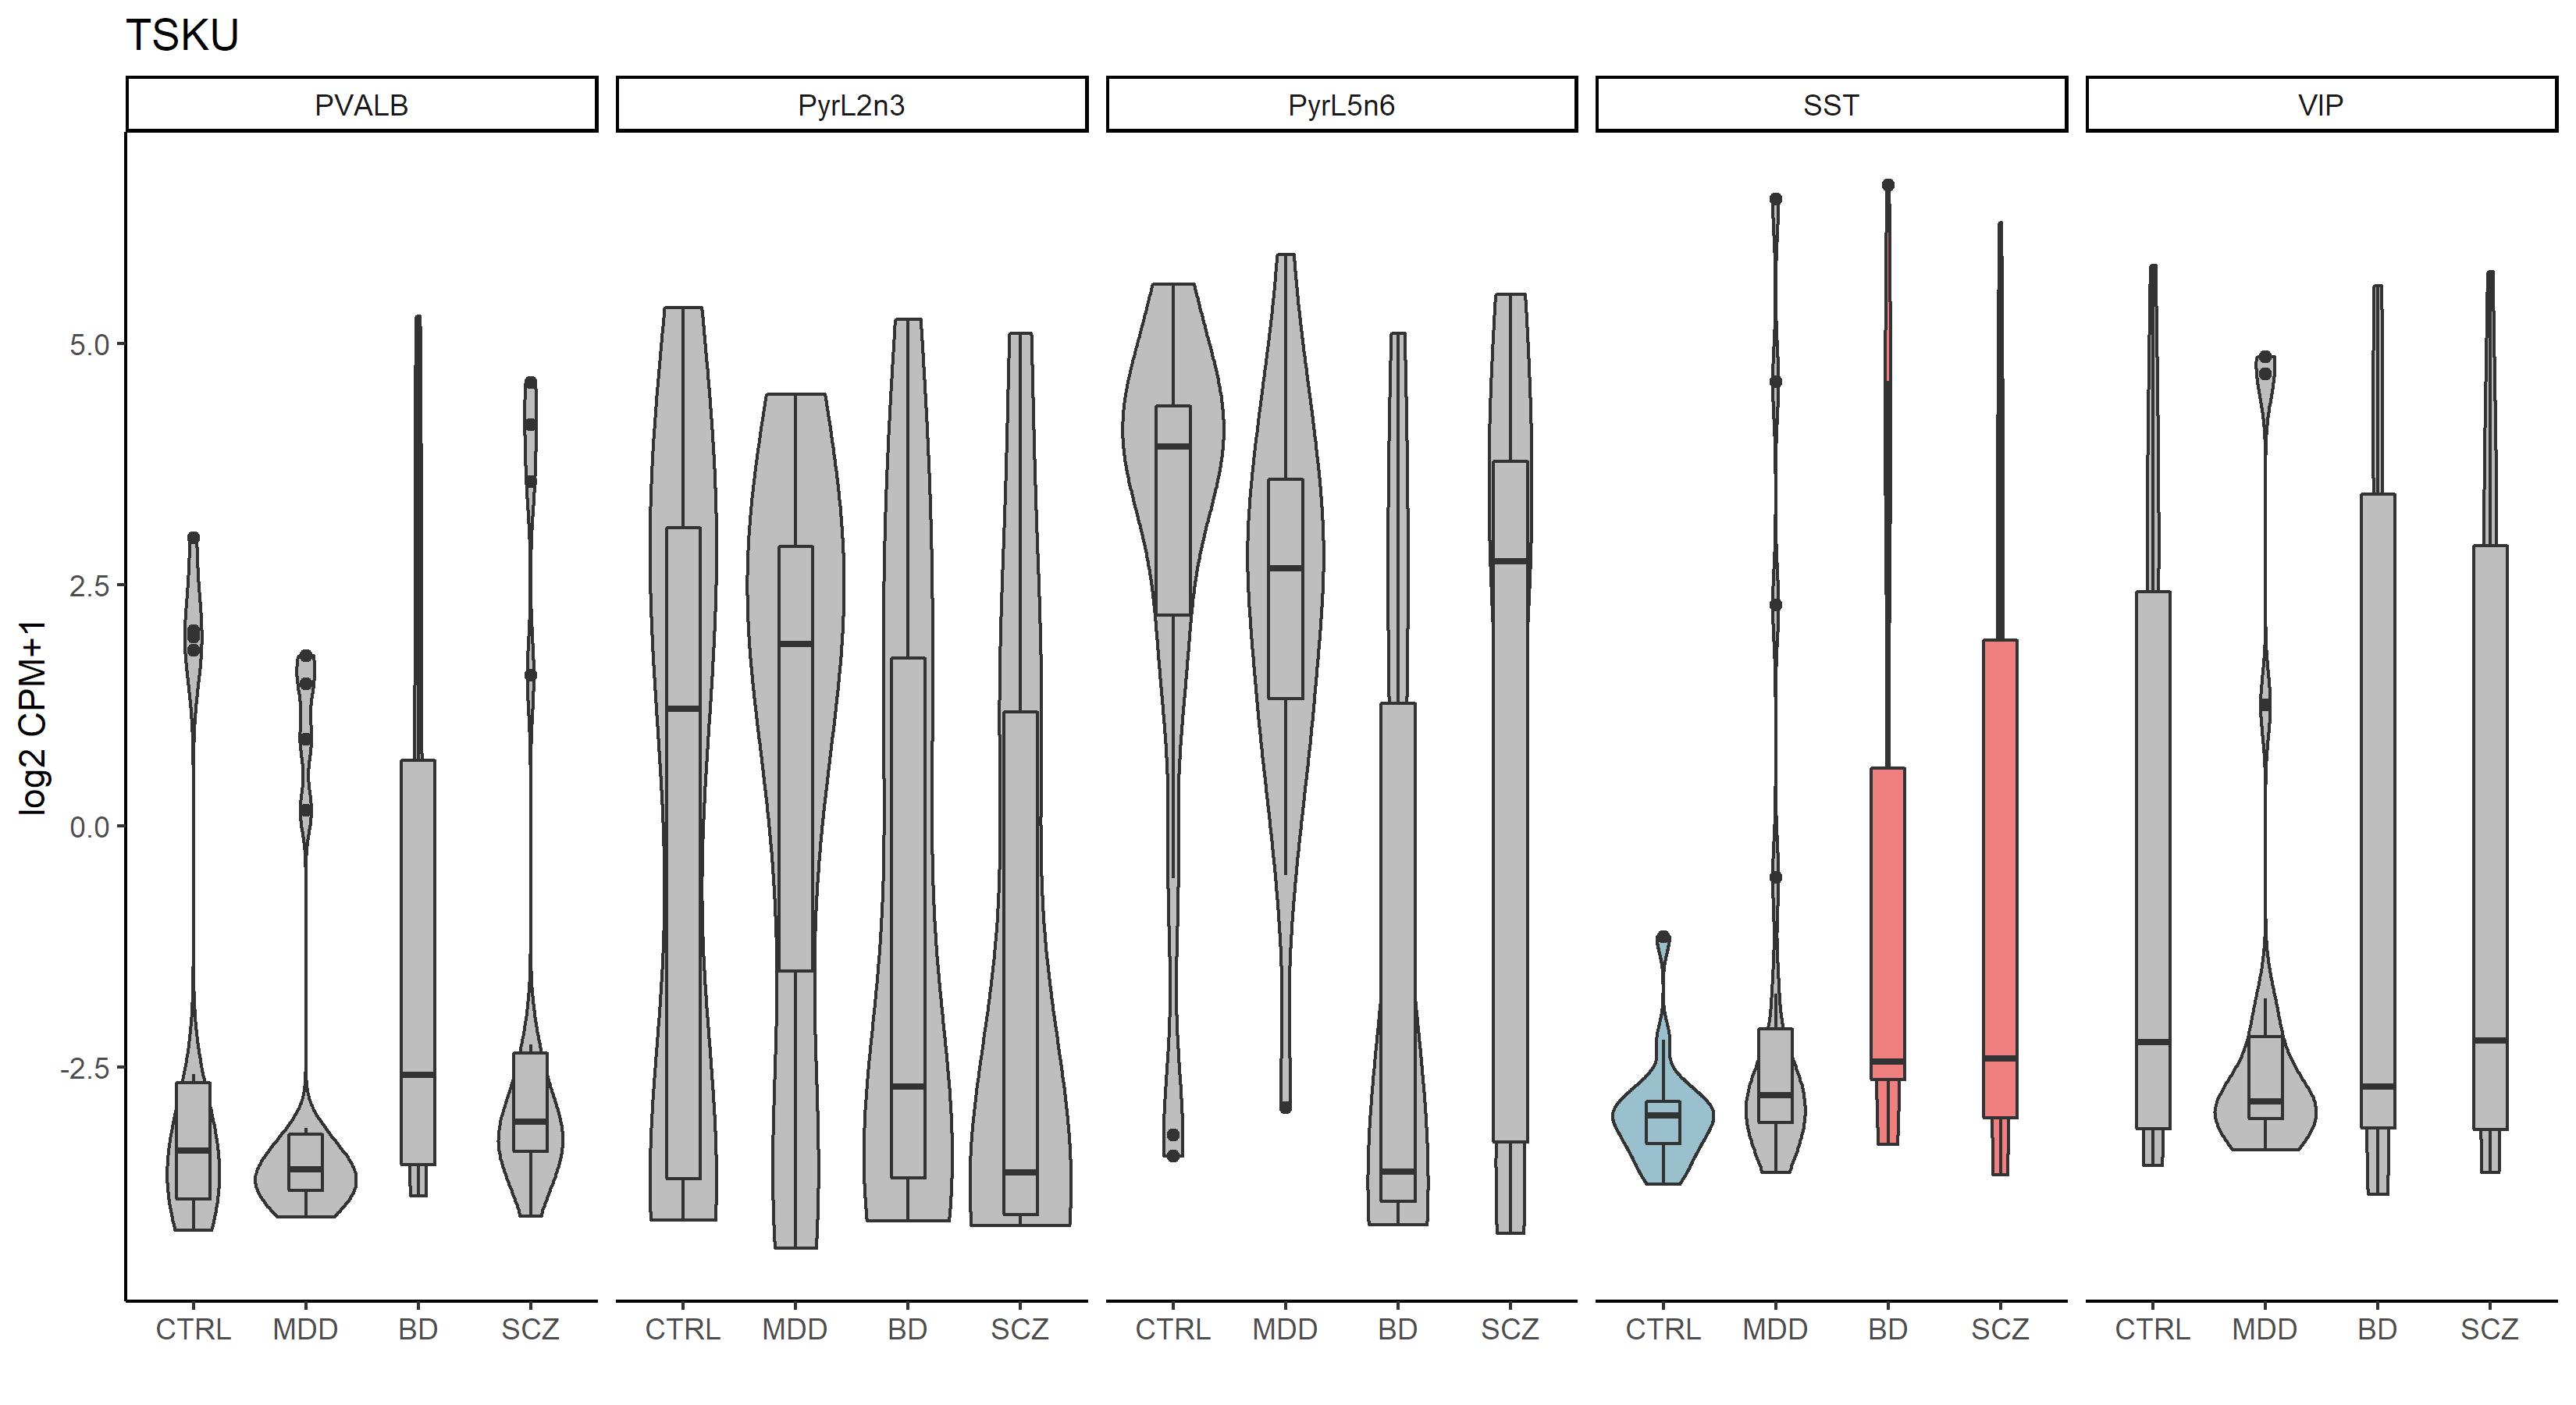 TSKU
PVALB PyrL2n3 PyrL5n6 SST VIP
log2 CPM+1
5.0
2.5
0.0
-2.5
CTRL MDD BD SCZ CTRL MDD BD SCZ CTRL MDD BD SCZ CTRL MDD BD SCZ CTRL MDD BD SCZ